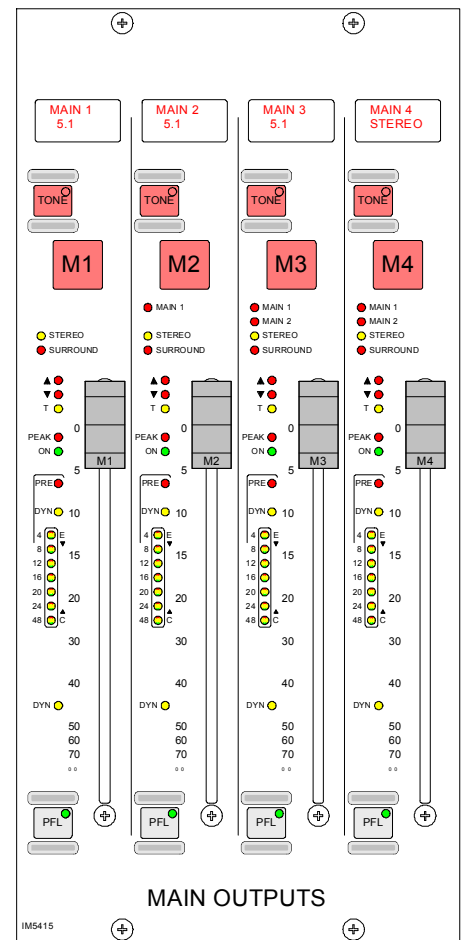 MAIN 1 MAIN 2 MAIN 3 MAIN 4
5.1 5.1 5.1 STEREO
TONE TONE TONE TONE
M1 M2 M3 M4
MAIN 1 MAIN 1 MAIN 1
MAIN 2 MAIN 2
STEREO STEREO STEREO STEREO
SURROUND SURROUND SURROUND SURROUND
▲ ▲ ▲ ▲
▼ ▼ ▼ ▼
T T T T
0 0 0 0
PEAK PEAK PEAK PEAK
ON ON ON ON
M1 M2 M3 M4
5 5 5 5
PRE PRE PRE PRE
DYN 10 DYN 10 DYN 10 DYN 10
4 E 4 E 4 E 4 E
8 ▼ 8 ▼ 8 ▼ 8 ▼
12 15 12 15 12 15 12 15
16 16 16 16
20 20 20 20 20 20 20 20
24 ▲ 24 ▲ 24 ▲ 24 ▲
48 C 48 C 48 C 48 C
30 30 30 30
40 40 40 40
DYN DYN DYN DYN
50 50 50 50
60 60 60 60
70 70 70 70
o o o o o o o o
PFL PFL PFL PFL
MAIN OUTPUTS
IM5415